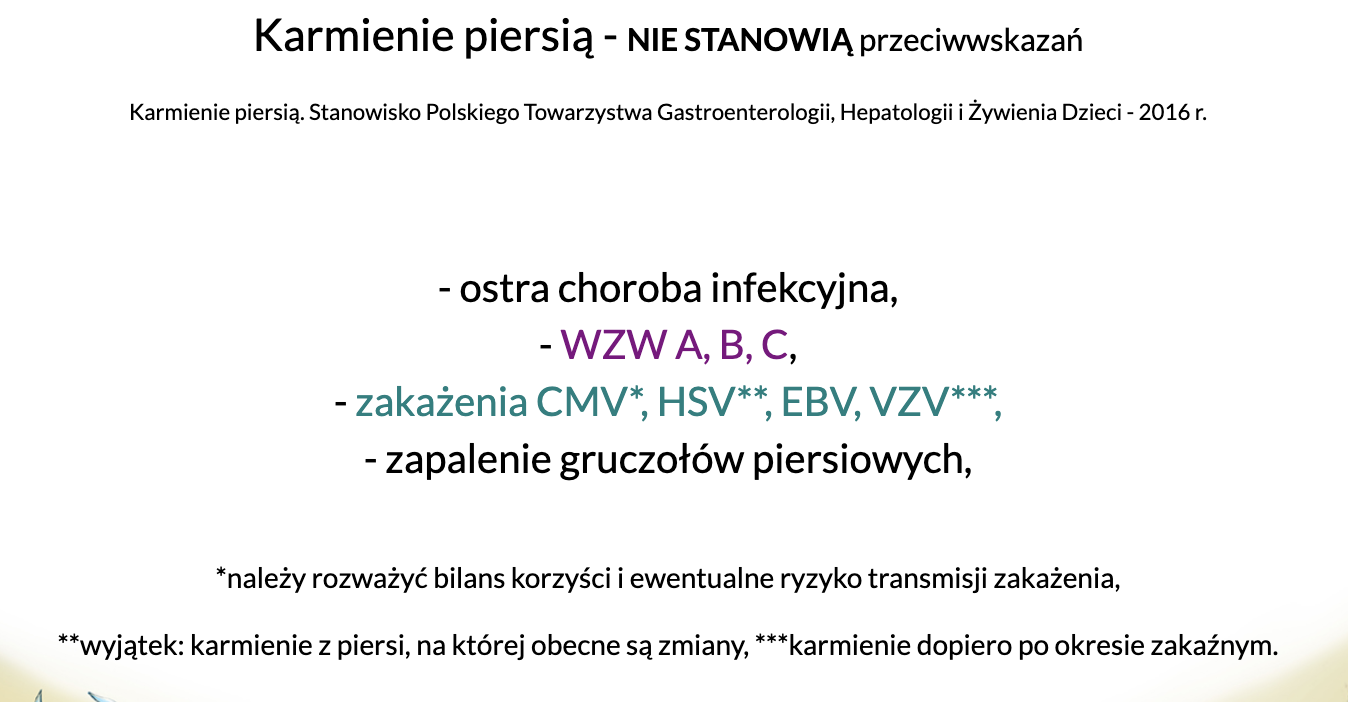 Karmienie piersią - NIE STANOWIĄ przeciwwskazań
Karmienie piersią. Stanowisko Polskiego Towarzystwa Gastroenterologii, Hepatologii i Żywienia Dzieci - 2016 r.
- ostra choroba infekcyjna,
- WZW A, B, C,
- zakażenia CMV*, HSV**, EBV, VZV***,
- zapalenie gruczołów piersiowych,
*należy rozważyć bilans korzyści i ewentualne ryzyko transmisji zakażenia,
**wyjątek: karmienie z piersi, na której obecne są zmiany, ***karmienie dopiero po okresie zakaźnym.